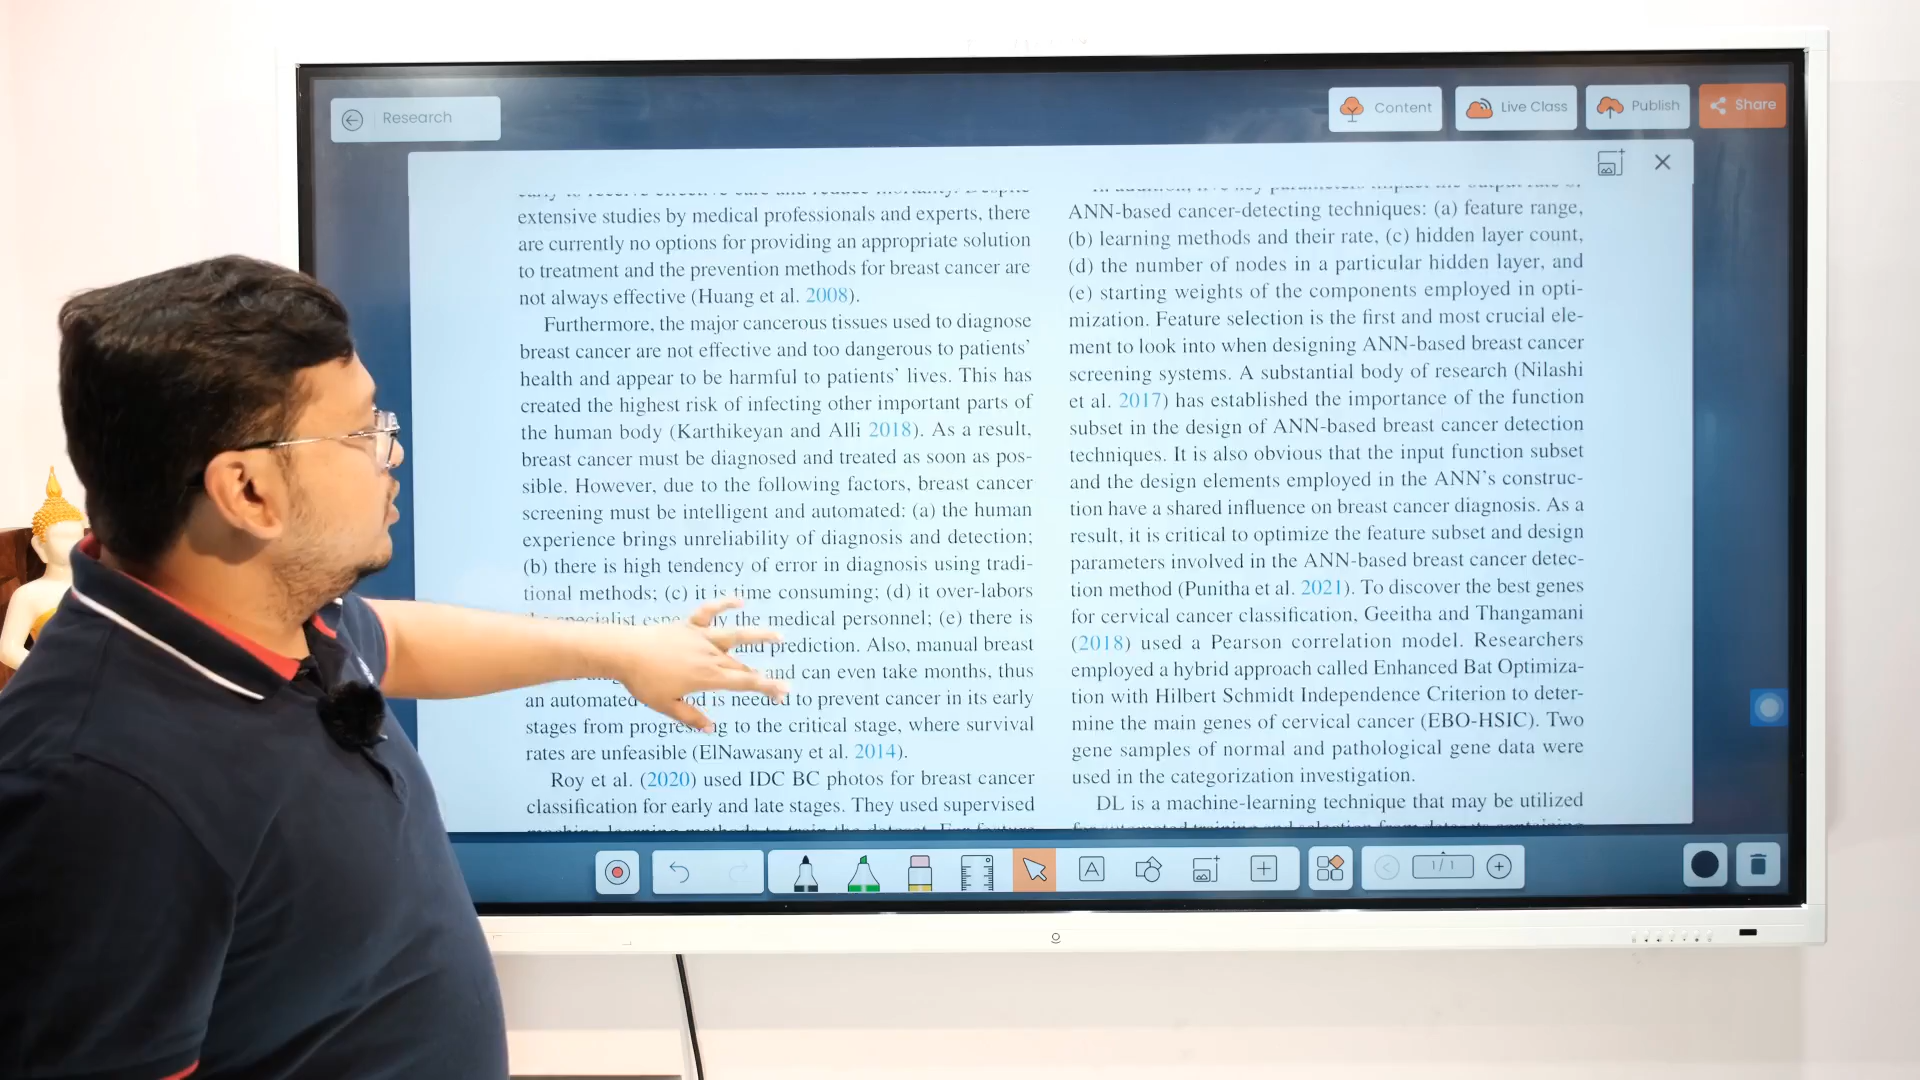 Research
Content
Live Class
Publish
Share
extensive studies by medical professionals and experts, there
are currently no options for providing an appropriate solution
to treatment and the prevention methods for breast cancer are
not always effective (Huang et al. 2008).
Furthermore, the major cancerous tissues used to diagnose
breast cancer are not effective and too dangerous to patients'
health and appear to be harmful to patients' lives. This has
created the highest risk of infecting other important parts of
the human body (Karthikeyan and Alli 2018). As a result,
breast cancer must be diagnosed and treated as soon as pos-
sible. However, due to the following factors, breast cancer
screening must be intelligent and automated: (a) the human
experience brings unreliability of diagnosis and detection;
(b) there is high tendency of error in diagnosis using tradi-
tional methods; (c) it is time consuming; (d) it over-labors
specialist the medical personnel; (e) there is
and prediction. Also, manual breast
and can even take months, thus
an automated is needed to prevent cancer in its early
stages from progressing to the critical stage, where survival
rates are unfeasible (ElNawasany et al. 2014).
Roy et al. (2020) used IDC BC photos for breast cancer
classification for early and late stages. They used supervised
ANN-based cancer-detecting techniques: (a) feature range,
(b) learning methods and their rate, (c) hidden layer count,
(d) the number of nodes in a particular hidden layer, and
(e) starting weights of the components employed in opti-
mization. Feature selection is the first and most crucial ele-
ment to look into when designing ANN-based breast cancer
screening systems. A substantial body of research (Nilashi
et al. 2017) has established the importance of the function
subset in the design of ANN-based breast cancer detection
techniques. It is also obvious that the input function subset
and the design elements employed in the ANN's construc-
tion have a shared influence on breast cancer diagnosis. As a
result, it is critical to optimize the feature subset and design
parameters involved in the ANN-based breast cancer detec-
tion method (Punitha et al. 2021). To discover the best genes
for cervical cancer classification, Geeitha and Thangamani
(2018) used a Pearson correlation model. Researchers
employed a hybrid approach called Enhanced Bat Optimiza-
tion with Hilbert Schmidt Independence Criterion to deter-
mine the main genes of cervical cancer (EBO-HSIC). Two
gene samples of normal and pathological gene data were
used in the categorization investigation.
DL is a machine-learning technique that may be utilized
A
1/1